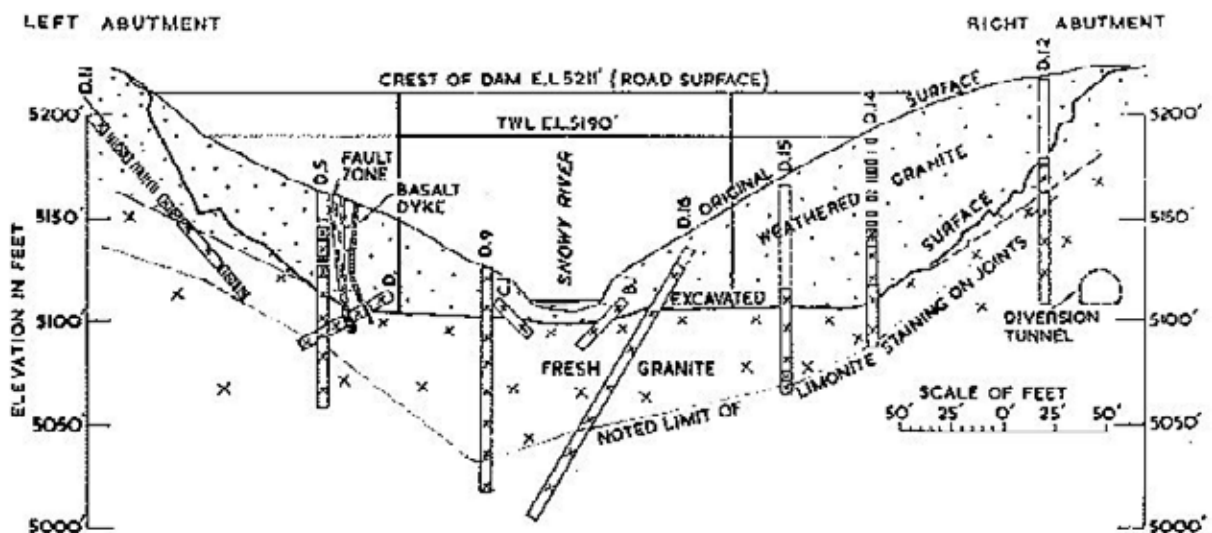 LEFT ABUTMENT
RIGHT ABUTMENT
D.11
D.12
CREST OF DAM E.L.5211' (ROAD SURFACE)
SURFACE
5200'
5200'
TWL E.L.5190'
D.14
D.5
FAULT
ZONE
BASALT
DYKE
SNOWY RIVER
D.15
D.16
ORIGINAL
WEATHERED
GRANITE
SURFACE
5150'
5150'
D.9
D.
C.
B.
EXCAVATED
5100'
5100'
DIVERSION
TUNNEL
FRESH GRANITE
NOTED LIMIT OF LIMONITE STAINING ON JOINTS
SCALE OF FEET
50' 25' 0' 20' 50'
5050'
5050'
5000'
5000'
ELEVATION IN FEET